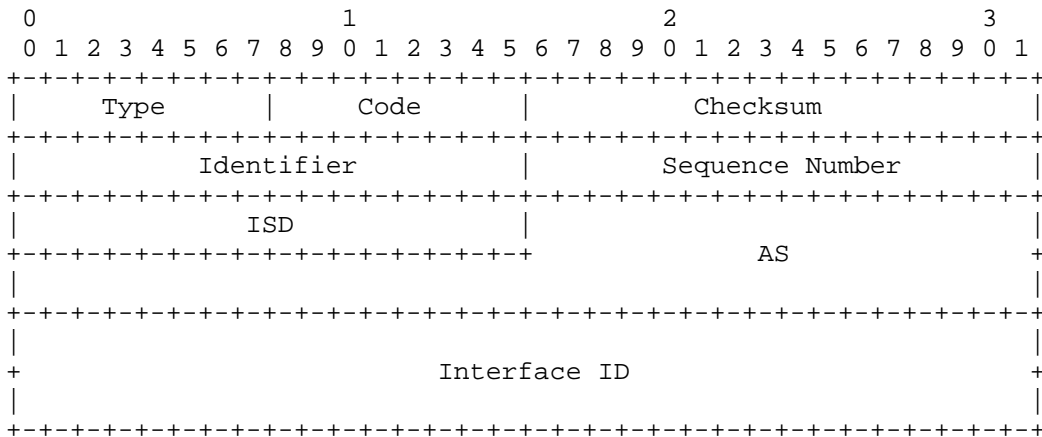 0                   1                   2                   3
 0 1 2 3 4 5 6 7 8 9 0 1 2 3 4 5 6 7 8 9 0 1 2 3 4 5 6 7 8 9 0 1
+-+-+-+-+-+-+-+-+-+-+-+-+-+-+-+-+-+-+-+-+-+-+-+-+-+-+-+-+-+-+-+-+
|     Type      |     Code      |          Checksum             |
+-+-+-+-+-+-+-+-+-+-+-+-+-+-+-+-+-+-+-+-+-+-+-+-+-+-+-+-+-+-+-+-+
|           Identifier          |        Sequence Number        |
+-+-+-+-+-+-+-+-+-+-+-+-+-+-+-+-+-+-+-+-+-+-+-+-+-+-+-+-+-+-+-+-+
|              ISD              |                               |
+-+-+-+-+-+-+-+-+-+-+-+-+-+-+-+-+              AS               +
|                                                               |
+-+-+-+-+-+-+-+-+-+-+-+-+-+-+-+-+-+-+-+-+-+-+-+-+-+-+-+-+-+-+-+-+
|                                                               |
+                          Interface ID                         +
|                                                               |
+-+-+-+-+-+-+-+-+-+-+-+-+-+-+-+-+-+-+-+-+-+-+-+-+-+-+-+-+-+-+-+-+